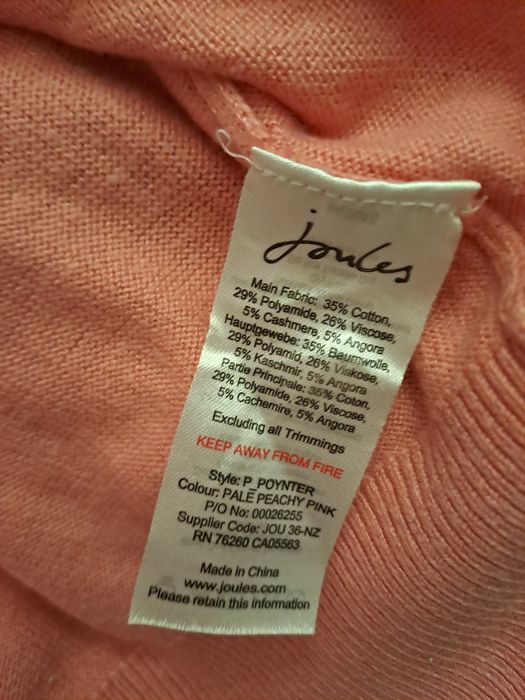 joules
Main Fabric: 35% Cotton,
29% Polyamide, 26% Viscose,
5% Cashmere, 5% Angora
Hauptgewebe: 35% Baumwolle,
29% Polyamid, 26% Viskose,
5% Kaschmir, 5% Angora
Partie Principale: 35% Coton,
29% Polyamide, 26% Viscose,
5% Cachemire, 5% Angora
Excluding all Trimmings
KEEP AWAY FROM FIRE
Style: P_POYNTER
Colour: PALE PEACHY PINK
P/O No: 00026255
Supplier Code: JOU 36-NZ
RN 76260 CA05563
Made in China
www.joules.com
Please retain this information